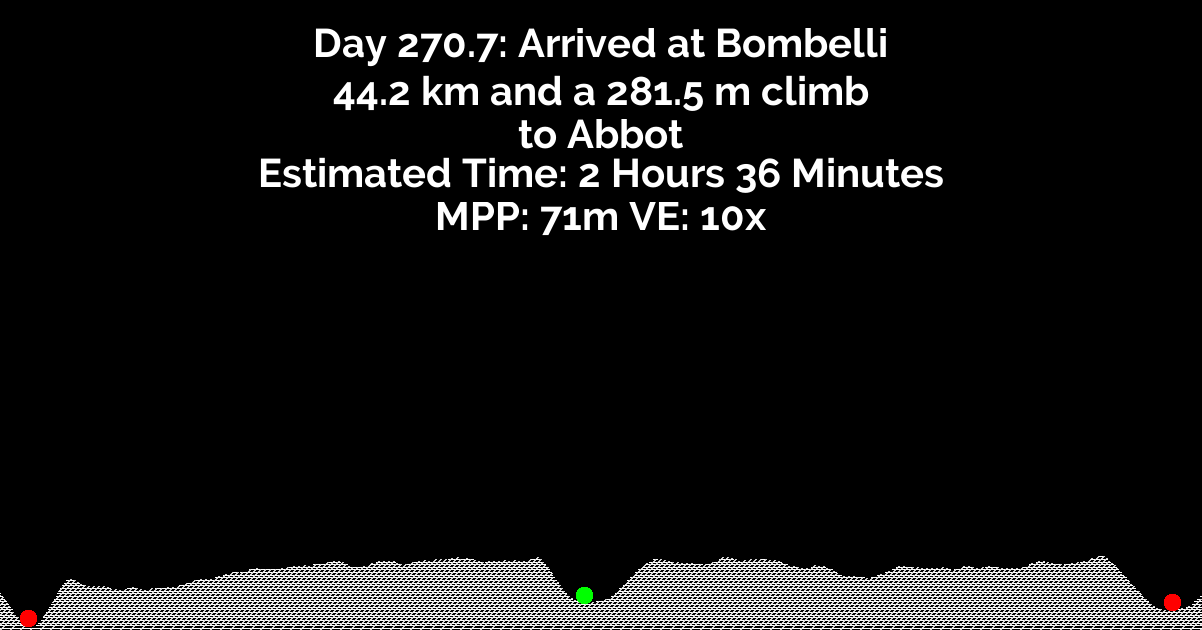 Day 270.7: Arrived at Bombelli
44.2 km and a 281.5 m climb
to Abbot
Estimated Time: 2 Hours 36 Minutes
MPP: 71m VE: 10x